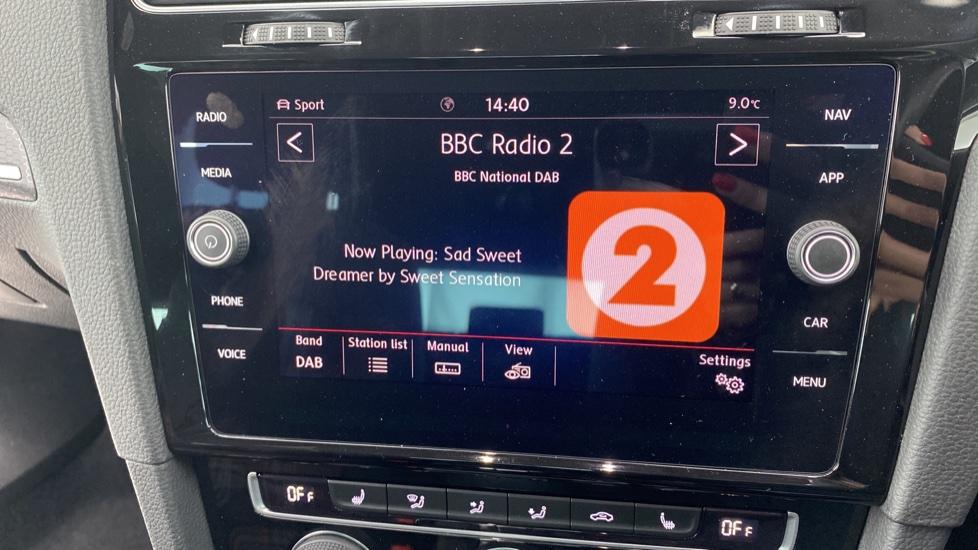 Sport 14:40 9.0°C
RADIO
NAV
< BBC Radio 2 >
MEDIA
BBC National DAB
APP
2
Now Playing: Sad Sweet
Dreamer by Sweet Sensation
PHONE
CAR
VOICE
Band Station list Manual View Settings
DAB
MENU
OFF
OFF